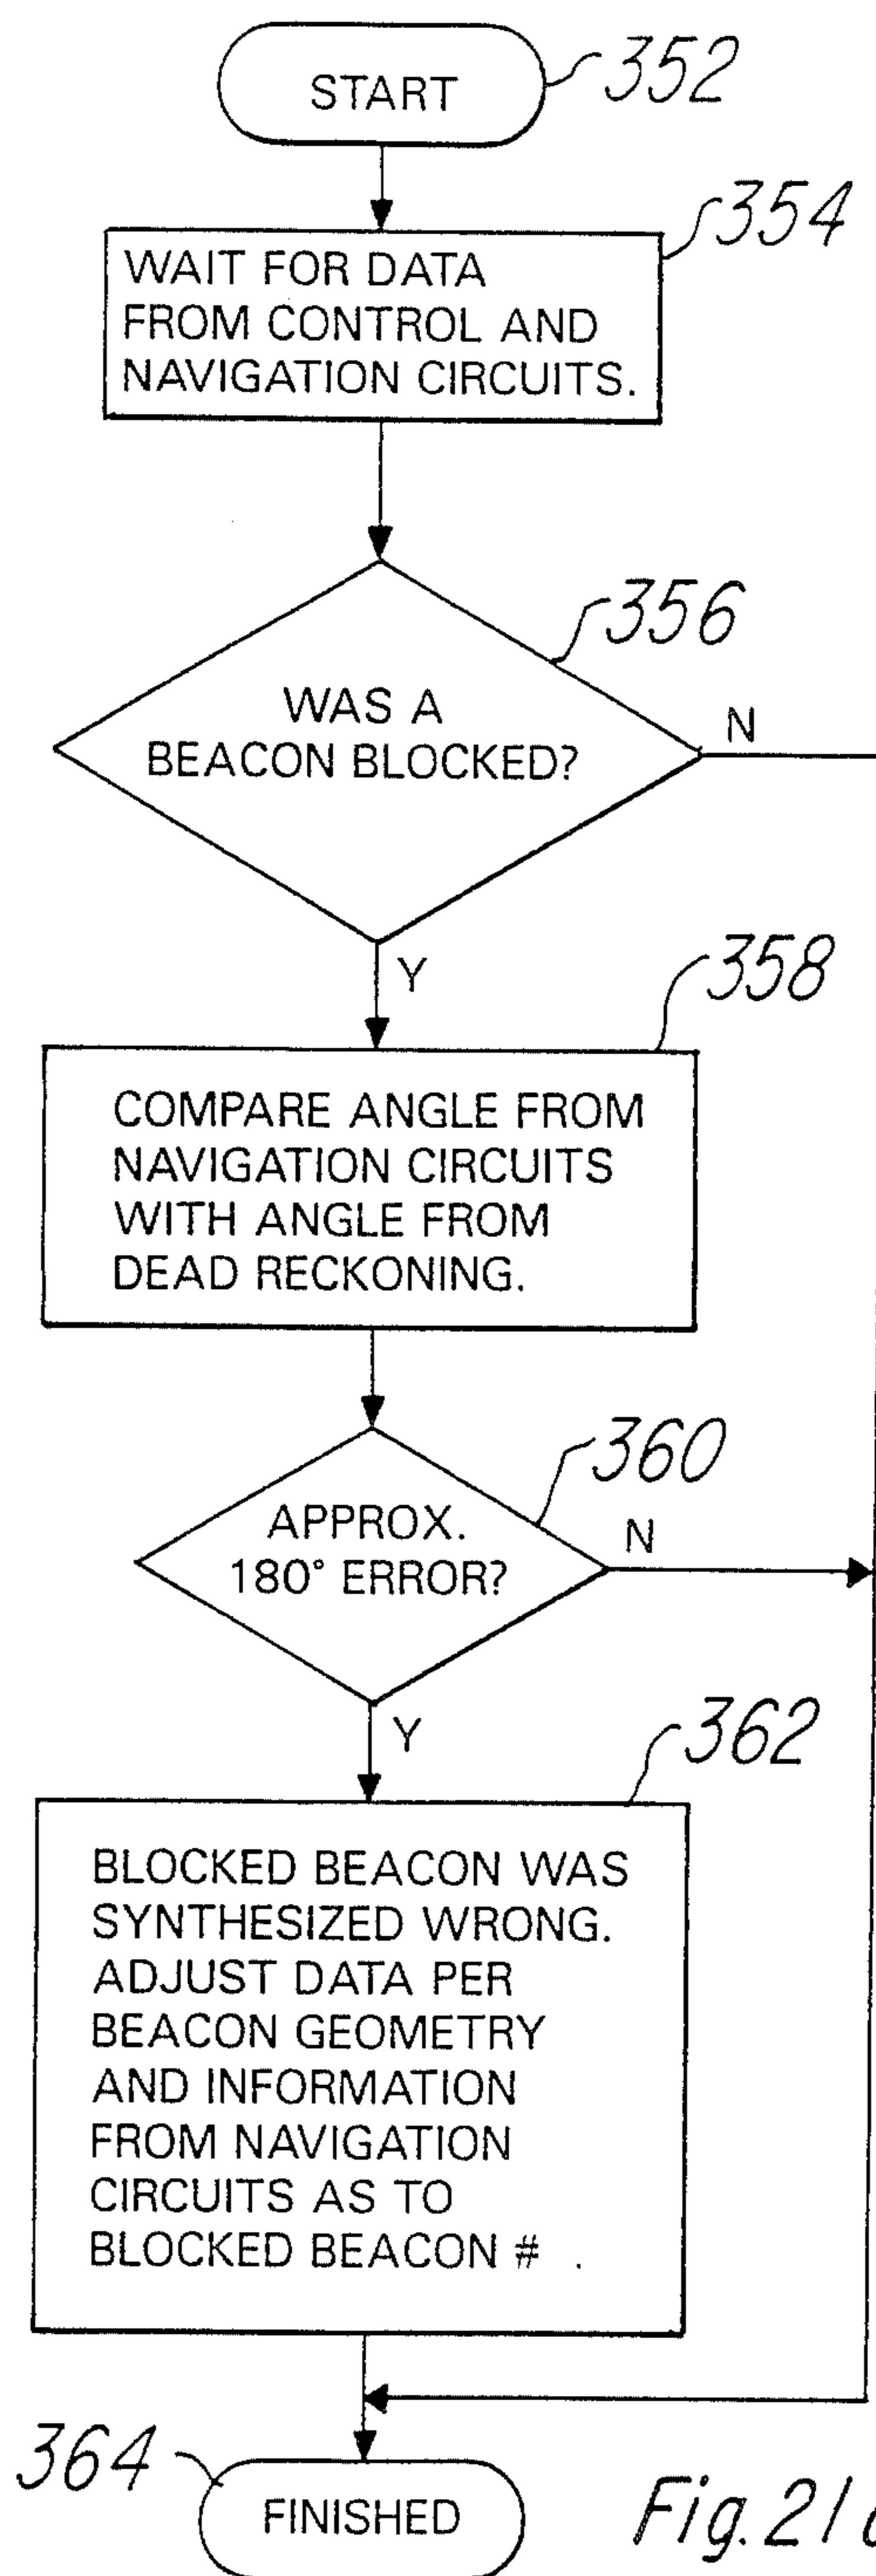 START
352
354
WAIT FOR DATA
FROM CONTROL AND
NAVIGATION CIRCUITS.
356
WAS A
BEACON BLOCKED?
N
Y
358
COMPARE ANGLE FROM
NAVIGATION CIRCUITS
WITH ANGLE FROM
DEAD RECKONING.
360
APPROX.
180° ERROR?
N
Y
362
BLOCKED BEACON WAS
SYNTHESIZED WRONG.
ADJUST DATA PER
BEACON GEOMETRY
AND INFORMATION
FROM NAVIGATION
CIRCUITS AS TO
BLOCKED BEACON # .
364
FINISHED
Fig.